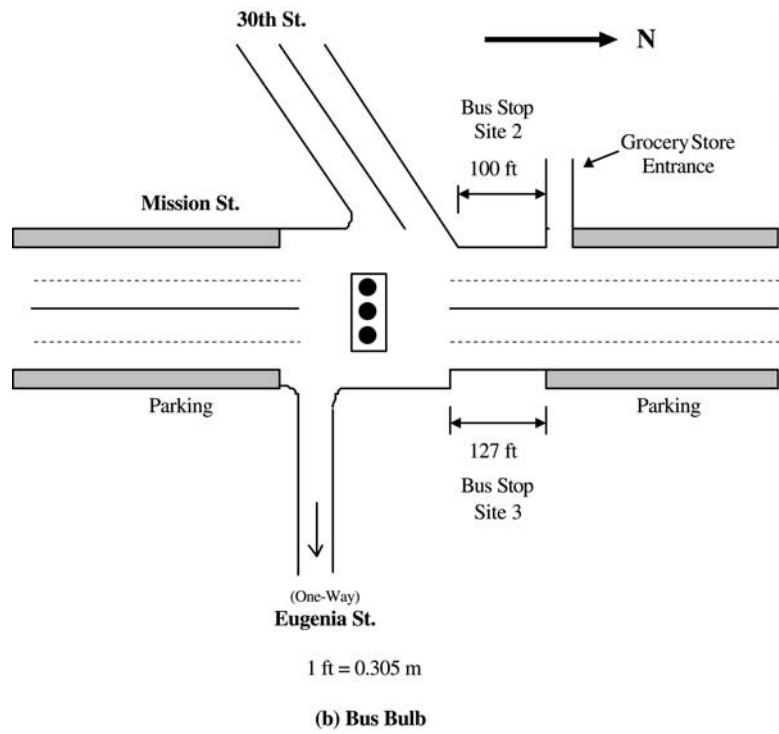 30th St.
N
Bus Stop
Site 2
Grocery Store
Entrance
100 ft
Mission St.
Parking
Parking
127 ft
Bus Stop
Site 3
(One-Way)
Eugenia St.
1 ft = 0.305 m
(b) Bus Bulb